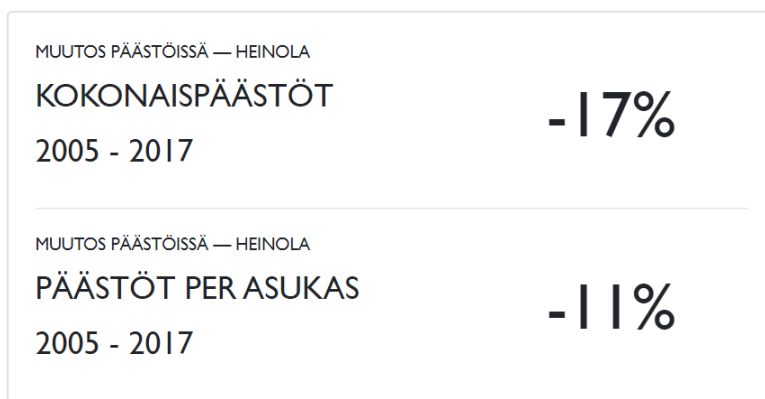 MUUTOS PÄÄSTÖISSÄ — HEINOLA
KOKONAISPÄÄSTÖT
2005 - 2017
-17%
MUUTOS PÄÄSTÖISSÄ — HEINOLA
PÄÄSTÖT PER ASUKAS
2005 - 2017
-11%